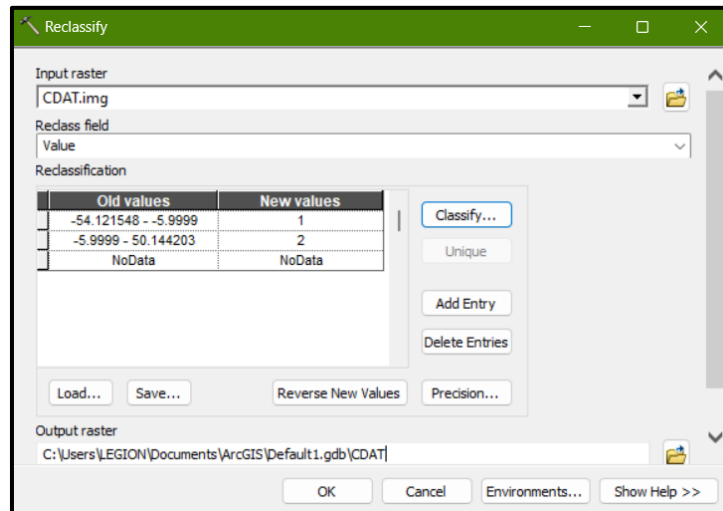 Reclassify
Input raster
CDAT.img
Reclass field
Value
Reclassification
Old values New values
-54.121548 - -5.9999 1
-5.9999 - 50.144203 2
NoData NoData
Classify...
Unique
Add Entry
Delete Entries
Load... Save... Reverse New Values Precision...
Output raster
C:\Users\LEGION\Documents\ArcGIS\Default1.gdb\CDAT
OK Cancel Environments... Show Help >>